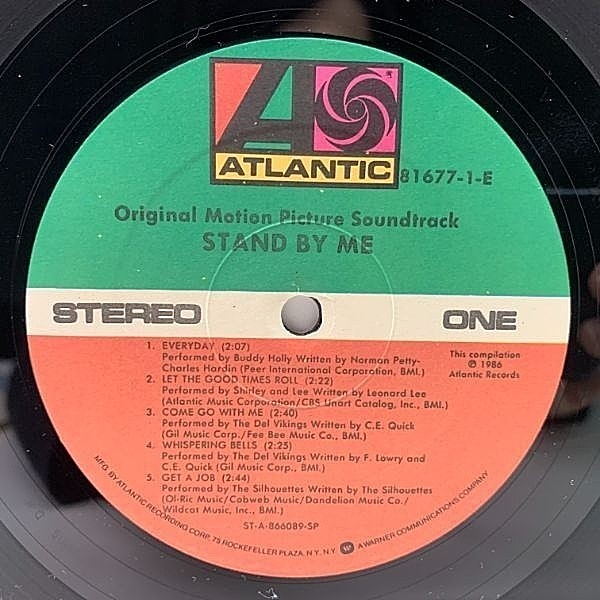 ATLANTIC
81677-1-E
Original Motion Picture Soundtrack
STAND BY ME
STEREO
ONE
1. EVERYDAY (2:07)
Performed by Buddy Holly Written by Norman Petty-
Charles Hardin (Peer International Corporation, BMI.)
2. LET THE GOOD TIMES ROLL (2:22)
Performed by Shirley and Lee Written by Leonard Lee
(Atlantic Music Corporation/CBS Unart Catalog, Inc., BMI.)
3. COME GO WITH ME (2:40)
Performed by The Del Vikings Written by C.E. Quick
(Gil Music Corp./Fee Bee Music Co., BMI.)
4. WHISPERING BELLS (2:25)
Performed by The Del Vikings Written by F. Lowry and
C.E. Quick (Gil Music Corp., BMI.)
5. GET A JOB (2:44)
Performed by The Silhouettes Written by The Silhouettes
(Ol-Ric Music/Cobweb Music/Dandelion Music Co./
Wildcat Music, Inc., BMI.)
This compilation
℗ 1986
Atlantic Records
ST-A-866089-SP
MFG. BY ATLANTIC RECORDING CORP., 75 ROCKEFELLER PLAZA, N.Y. N.Y. A WARNER COMMUNICATIONS COMPANY